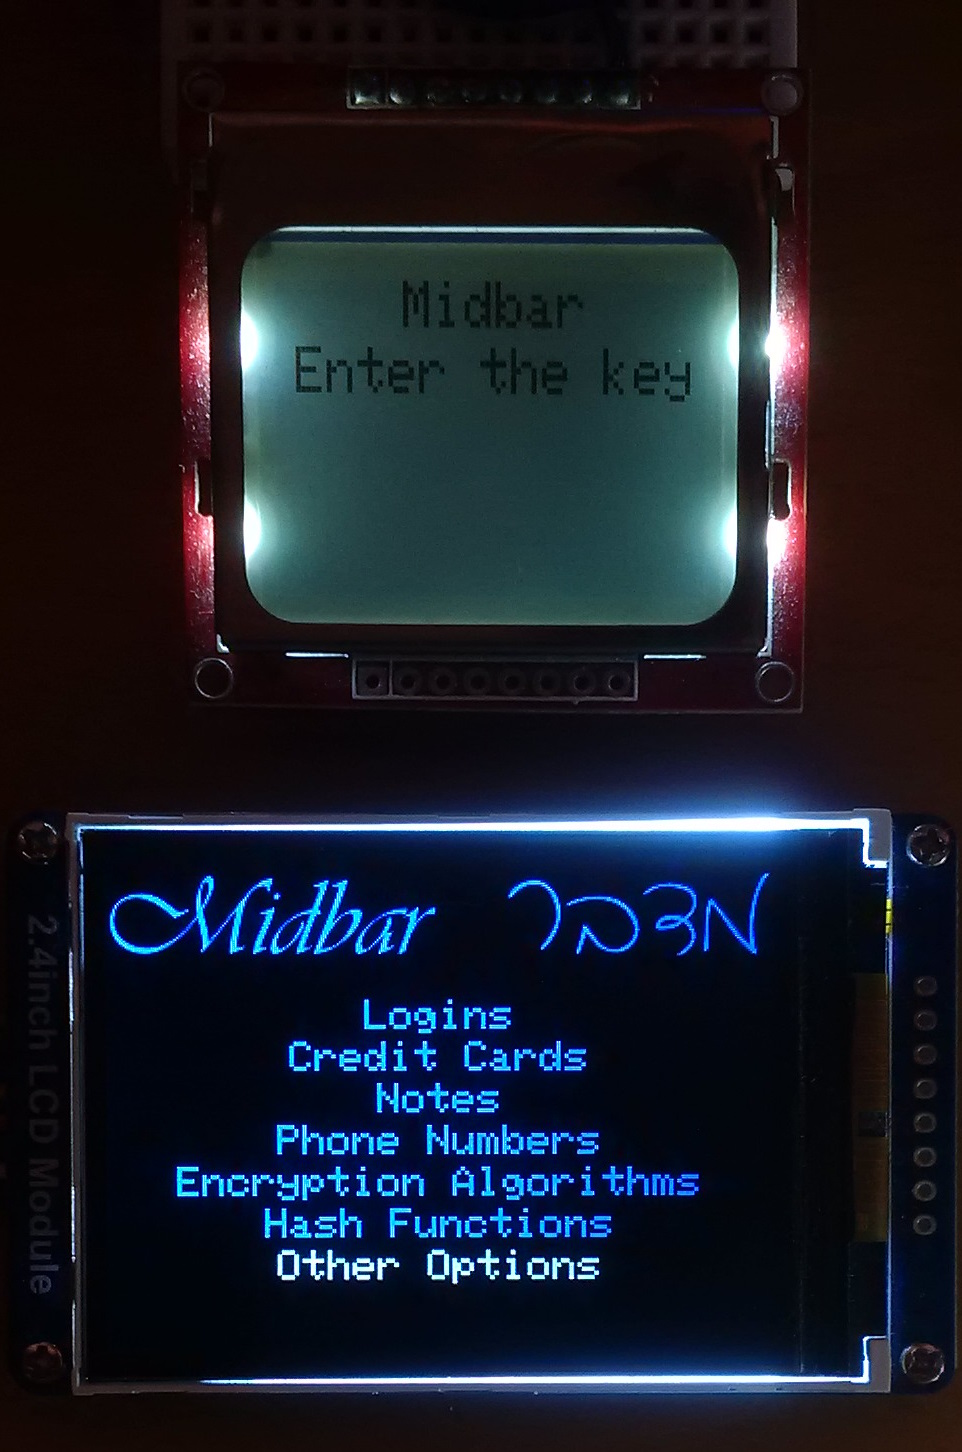 Midbar
Enter the key
Midbar מדבר
Logins
Credit Cards
Notes
Phone Numbers
Encryption Algorithms
Hash Functions
Other Options
2.4inch LCD Module